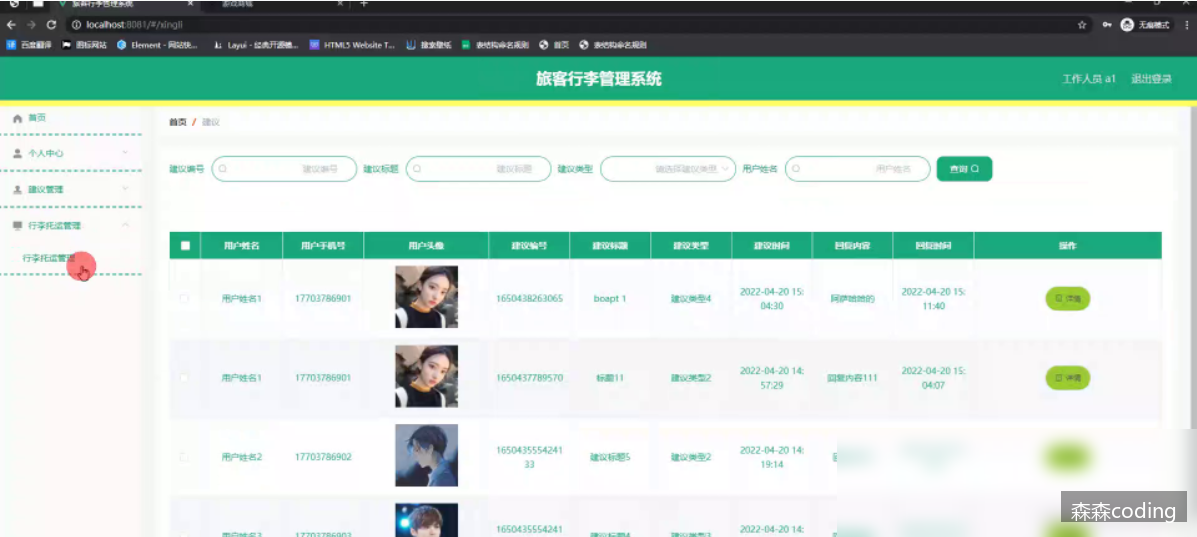 旅客行李管理系统
游戏商城
localhost:8081/#/xingli
无痕模式
百度翻译
图标网站
Element - 网站快...
Layui - 经典开源模...
HTML5 Website T...
搜索壁纸
表结构命名规则
首页
表结构命名规则
旅客行李管理系统
工作人员 a1
退出登录
首页
个人中心
建议管理
行李托运管理
行李托运管理
首页 / 建议
建议编号 建议编号 建议标题 建议标题 建议类型 请选择建议类型 用户姓名 用户姓名 查询
用户姓名 用户手机号 用户头像 建议编号 建议标题 建议类型 建议时间 回复内容 回复时间 操作
用户姓名1 17703786901 1650438263065 boapt 1 建议类型4 2022-04-20 15:04:30 阿萨哈哈的 2022-04-20 15:11:40 详情
用户姓名1 17703786901 1650437789570 标题11 建议类型2 2022-04-20 14:57:29 回复内容111 2022-04-20 15:04:07 详情
用户姓名2 17703786902 165043555424133 建议标题5 建议类型2 2022-04-20 14:19:14
用户姓名3 17703786903 1650435554241 建议标题4 建议类型3 2022-04-20 14:
森森coding